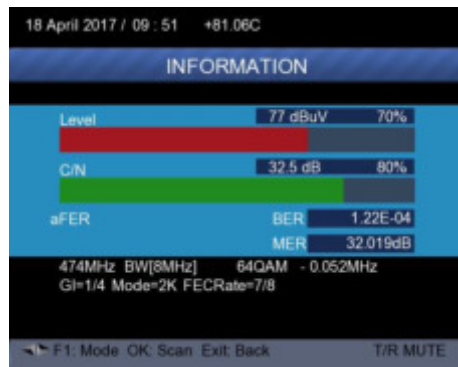 18 April 2017 / 09 : 51 +81.06C
INFORMATION
Level 77 dBuV 70%
C/N 32.5 dB 80%
aFER BER 1.22E-04
MER 32.019dB
474MHz BW[8MHz] 64QAM - 0.052MHz
GI=1/4 Mode=2K FECRate=7/8
F1: Mode OK: Scan Exit: Back T/R MUTE